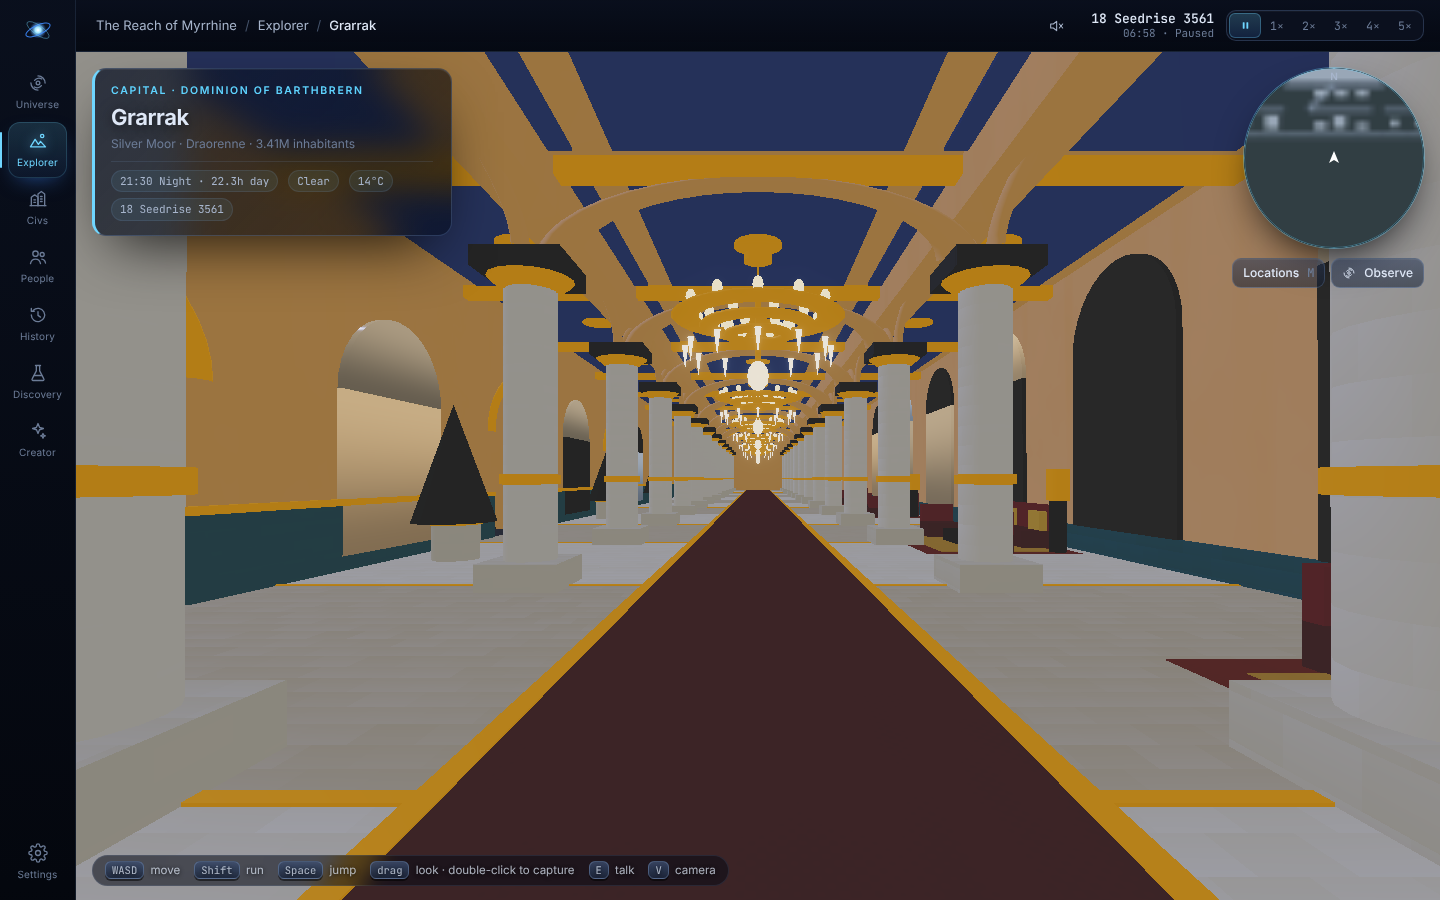 The Reach of Myrrhine / Explorer / Grarrak
18 Seedrise 3561
06:58 · Paused
1× 2× 3× 4× 5×
Universe
Explorer
Civs
People
History
Discovery
Creator
Settings
CAPITAL · DOMINION OF BARTHBRERN
Grarrak
Silver Moor · Draorenne · 3.41M inhabitants
21:30 Night · 22.3h day Clear 14°C
18 Seedrise 3561
N
Locations M Observe
WASD move Shift run Space jump drag look · double-click to capture E talk V camera